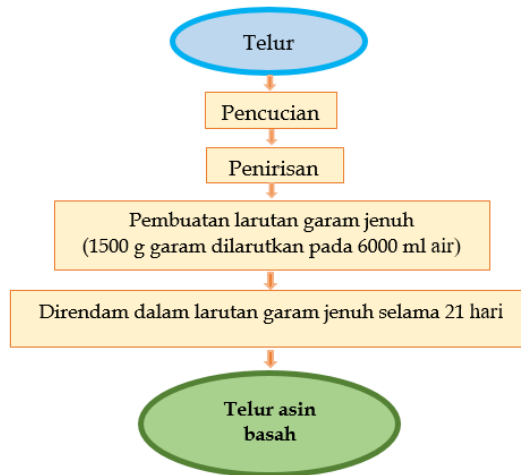 Telur
Pencucian
Penirisan
Pembuatan larutan garam jenuh
(1500 g garam dilarutkan pada 6000 ml air)
Direndam dalam larutan garam jenuh selama 21 hari
Telur asin
basah